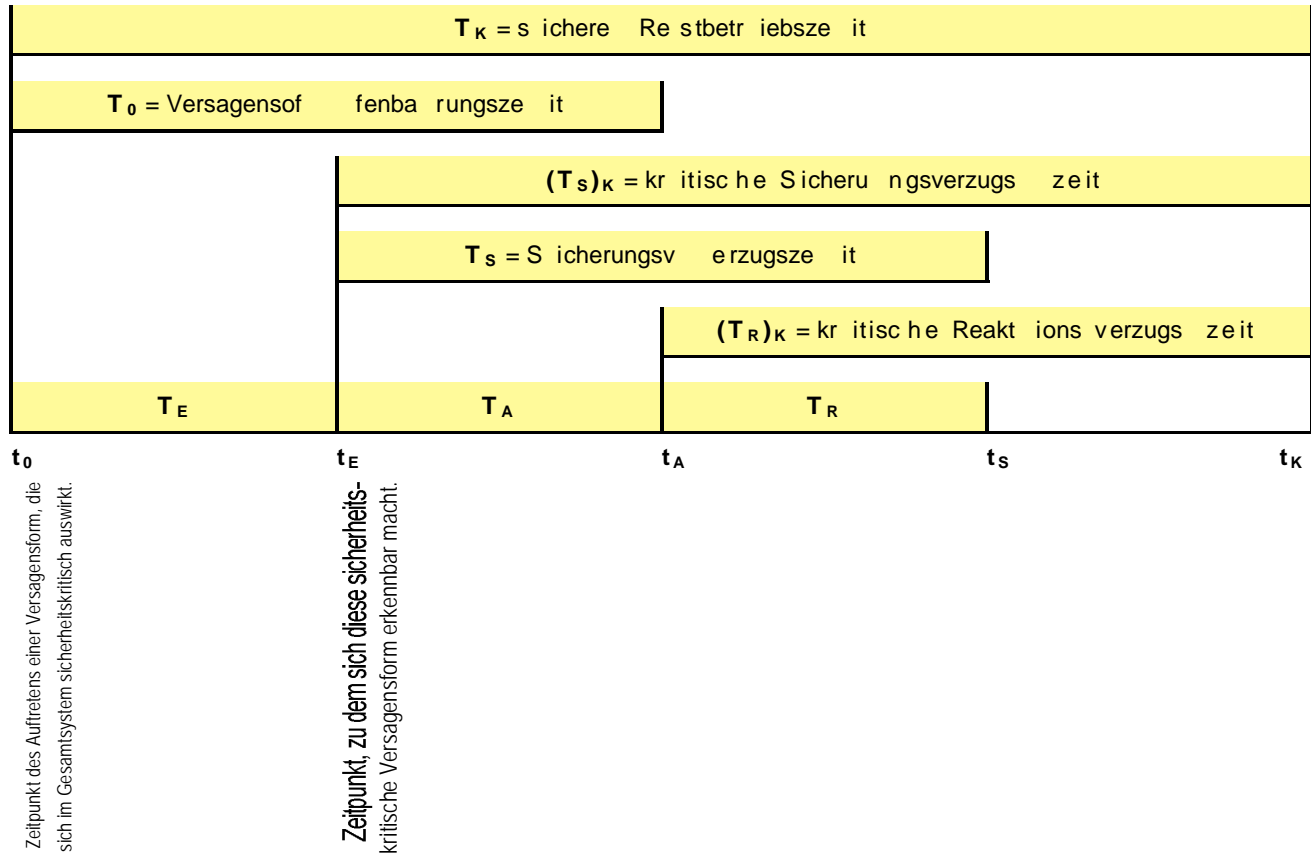 T K = sichere Restbetriebszeit
T 0 = Versagensoffenbarungszeit
(T S)K = kritische Sicherungsverzugszeit
T S = Sicherungsverzugszeit
(T R)K = kritische Reaktionsverzugszeit
T E
T A
T R
t 0
t E
t A
t S
t K
Zeitpunkt des Auftretens einer Versagensform, die
sich im Gesamtsystem sicherheitskritisch auswirkt.
Zeitpunkt, zu dem sich diese sicherheits-
kritische Versagensform erkennbar macht.